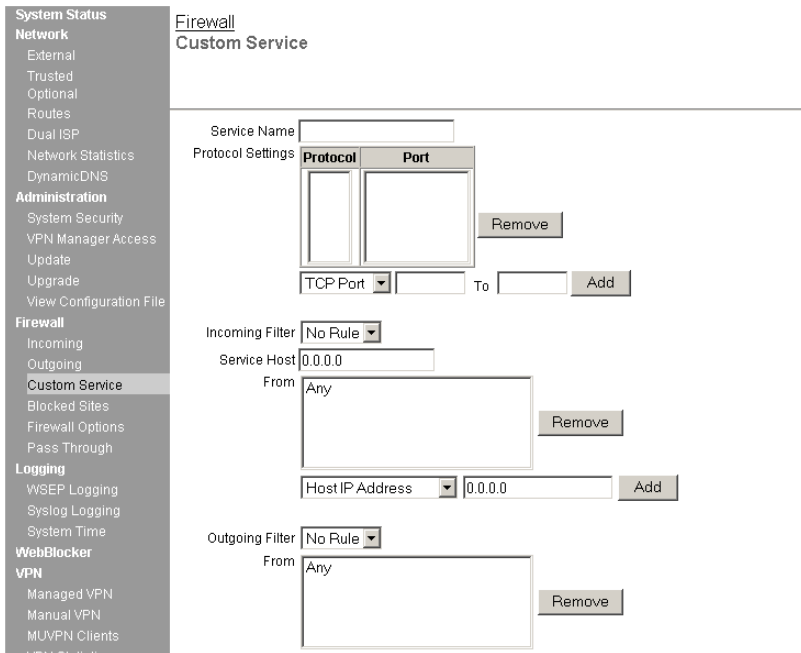 System Status
Network
External
Trusted
Optional
Routes
Dual ISP
Network Statistics
DynamicDNS
Administration
System Security
VPN Manager Access
Update
Upgrade
View Configuration File
Firewall
Incoming
Outgoing
Custom Service
Blocked Sites
Firewall Options
Pass Through
Logging
WSEP Logging
Syslog Logging
System Time
WebBlocker
VPN
Managed VPN
Manual VPN
MUVPN Clients
Firewall
Custom Service
Service Name
Protocol Settings Protocol Port
Remove
TCP Port To Add
Incoming Filter No Rule
Service Host 0.0.0.0
From Any
Remove
Host IP Address 0.0.0.0 Add
Outgoing Filter No Rule
From Any
Remove